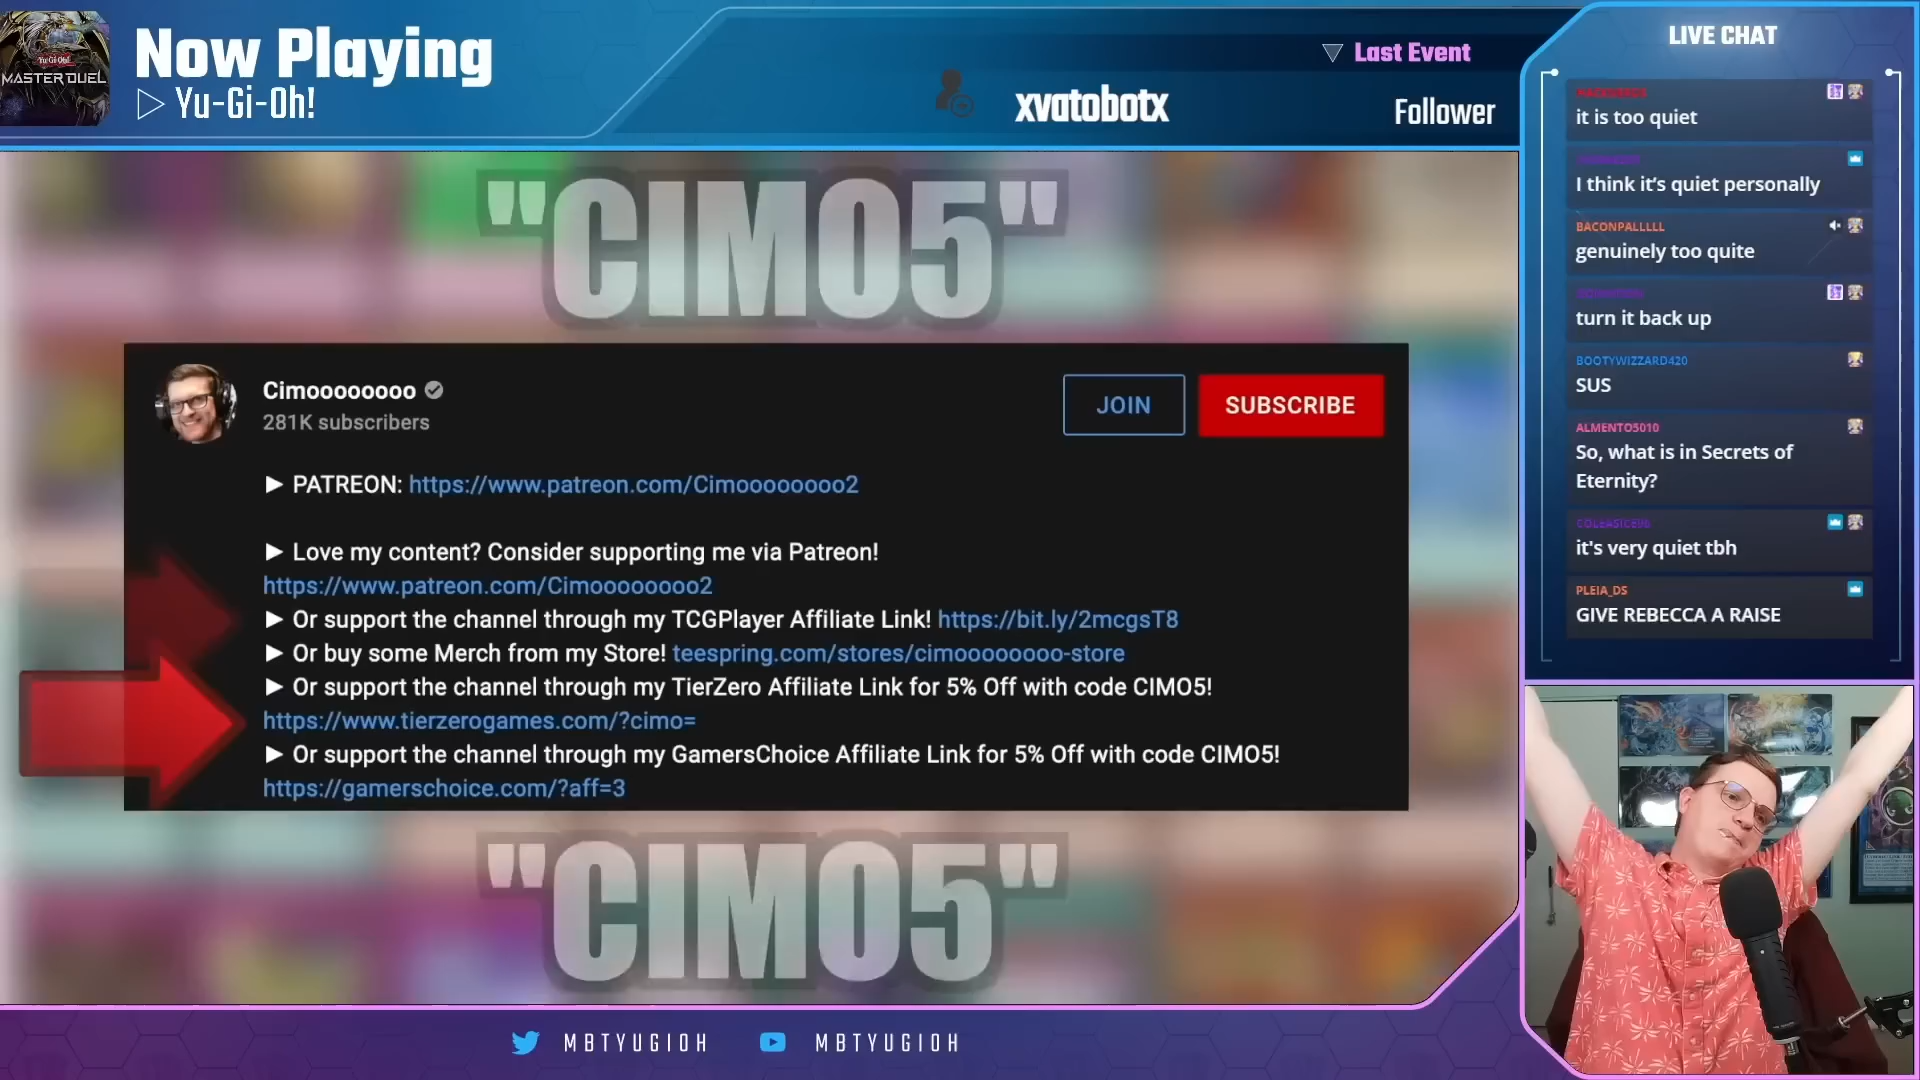 Yu-Gi-Oh!
MASTER DUEL
Now Playing
Yu-Gi-Oh!
Last Event
xvatobotx
Follower
"CIMO5"
Cimoooooooo
281K subscribers
JOIN
SUBSCRIBE
► PATREON: https://www.patreon.com/Cimoooooooo2
► Love my content? Consider supporting me via Patreon!
https://www.patreon.com/Cimoooooooo2
► Or support the channel through my TCGPlayer Affiliate Link! https://bit.ly/2mcgsT8
► Or buy some Merch from my Store! teespring.com/stores/cimoooooooo-store
► Or support the channel through my TierZero Affiliate Link for 5% Off with code CIMO5!
https://www.tierzerogames.com/?cimo=
► Or support the channel through my GamersChoice Affiliate Link for 5% Off with code CIMO5!
https://gamerschoice.com/?aff=3
"CIMO5"
MBTYUGIOH
MBTYUGIOH
LIVE CHAT
it is too quiet
I think it's quiet personally
BACONPALLLLL
genuinely too quite
turn it back up
BOOTYWIZZARD420
SUS
ALMENTO5010
So, what is in Secrets of
Eternity?
it's very quiet tbh
PLEIA_DS
GIVE REBECCA A RAISE